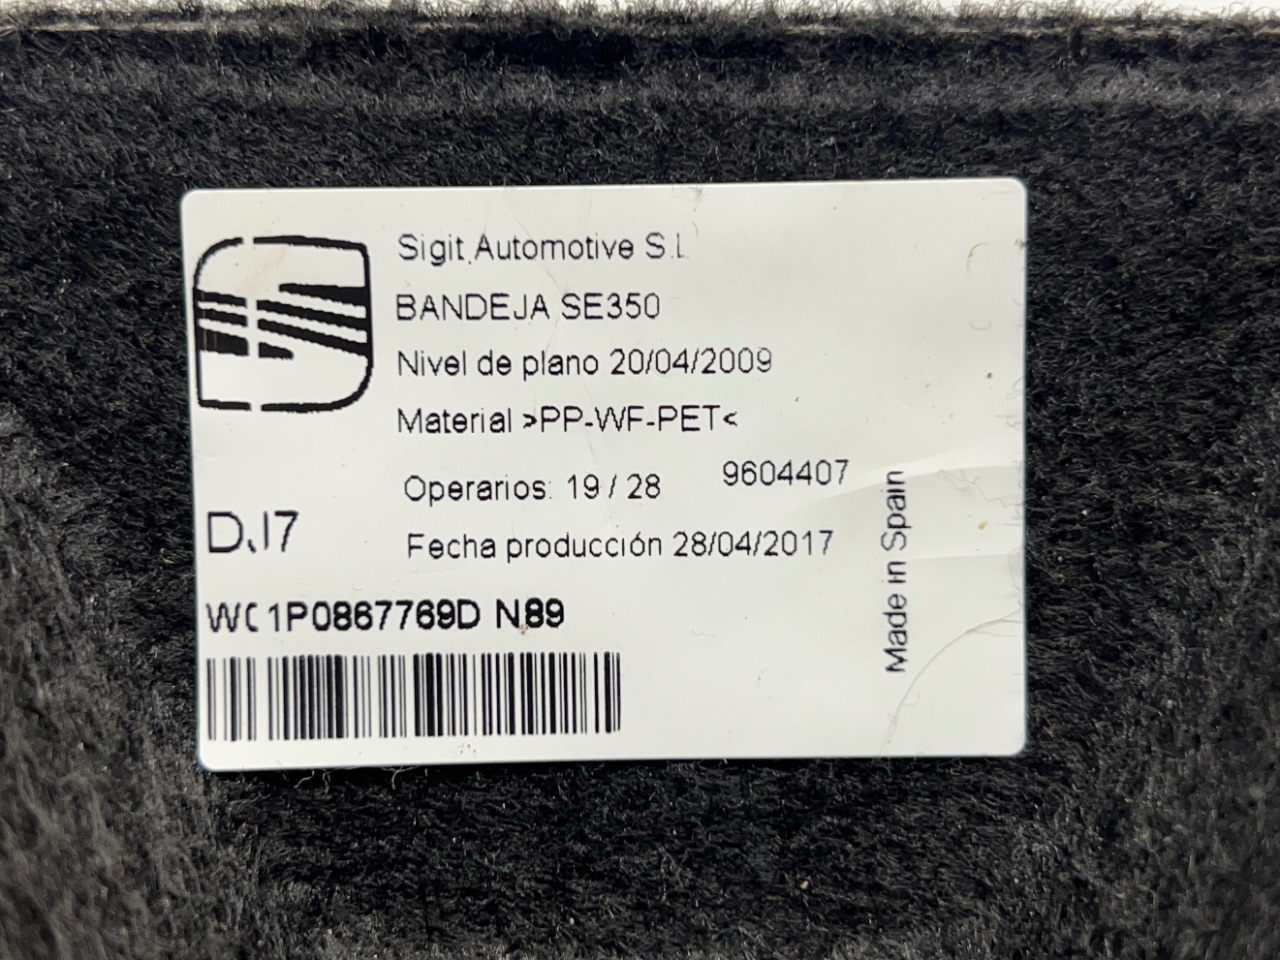 Sigit Automotive S.L
BANDEJA SE350
Nivel de plano 20/04/2009
Material >PP-WF-PET<
Operarios: 19 / 28 9604407
Fecha producción 28/04/2017
1P0867769D N89
Made in Spain